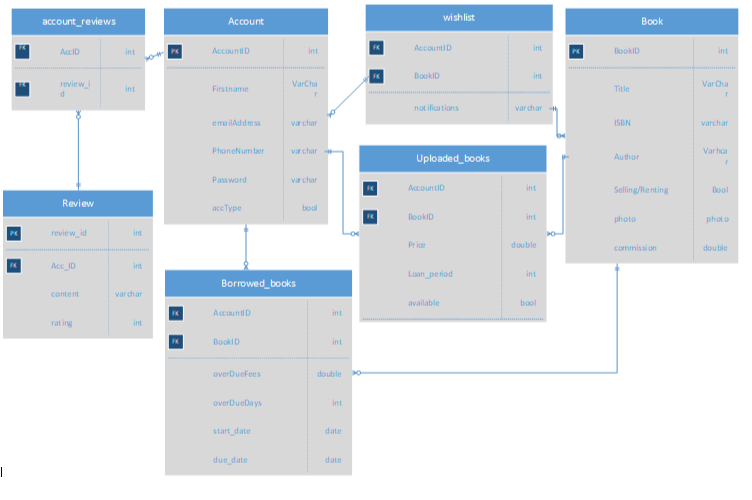 account_reviews
FK AccID int
FK review_i
d int
Account
PK AccountID int
Firstname VarCha
r
emailAddress varchar
PhoneNumber varchar
Password varchar
accType bool
wishlist
FK AccountID int
FK BookID int
notifications varchar
Book
PK BookID int
Title VarCha
r
ISBN varchar
Author Varhca
r
Selling/Renting Bool
photo photo
commission double
Uploaded_books
FK AccountID int
FK BookID int
Price double
Loan_period int
available bool
Review
PK review_id int
FK Acc_ID int
content varchar
rating int
Borrowed_books
FK AccountID int
FK BookID int
overDueFees double
overDueDays int
start_date date
due_date date